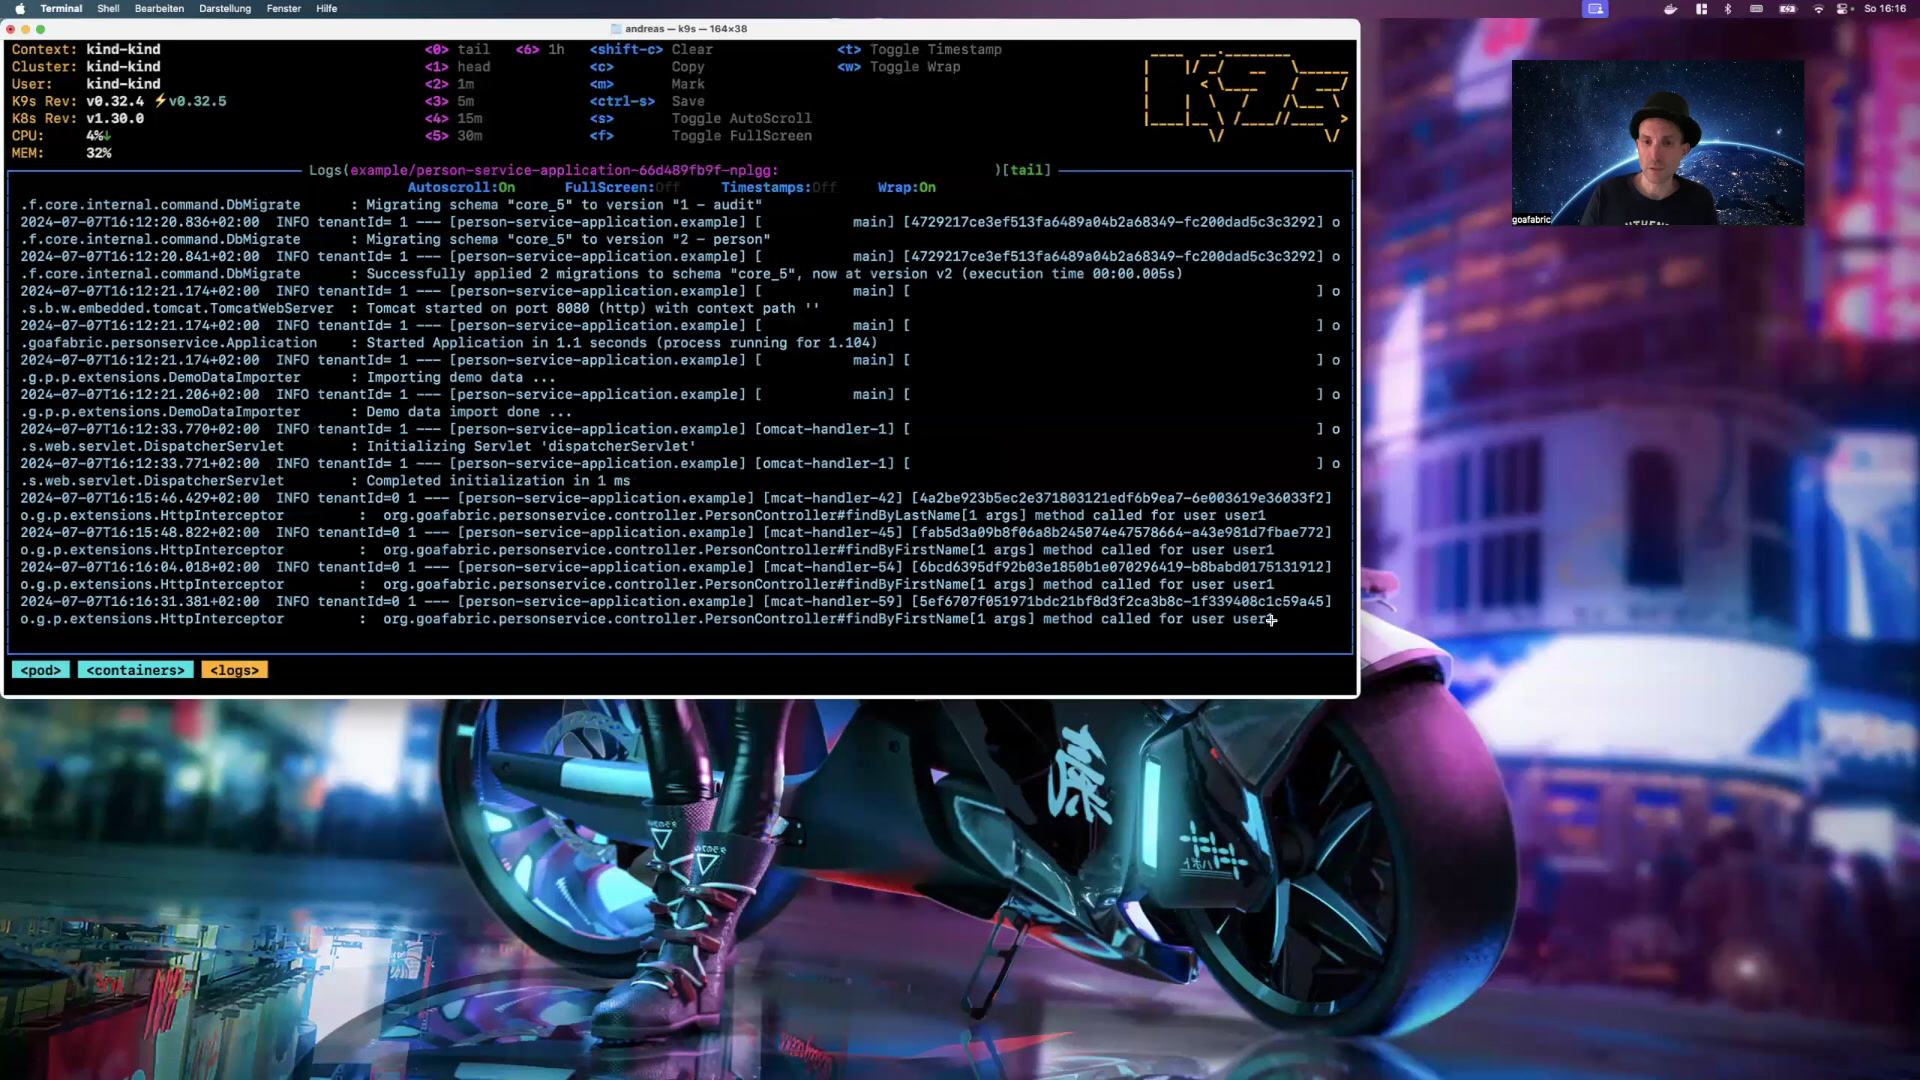 Terminal Shell Bearbeiten Darstellung Fenster Hilfe So 16:16
andreas — k9s — 164×38
Context: kind-kind <0> tail <6> 1h <shift-c> Clear <t> Toggle Timestamp
Cluster: kind-kind <1> head <c> Copy <w> Toggle Wrap
User: kind-kind <2> 1m <m> Mark
K9s Rev: v0.32.4 ⚡v0.32.5 <3> 5m <ctrl-s> Save
K8s Rev: v1.30.0 <4> 15m <s> Toggle AutoScroll
CPU: 4%↓ <5> 30m <f> Toggle FullScreen
MEM: 32%
Logs(example/person-service-application-66d489fb9f-nplgg: )[tail]
Autoscroll:On FullScreen:Off Timestamps:Off Wrap:On
.f.core.internal.command.DbMigrate : Migrating schema "core_5" to version "1 - audit"
2024-07-07T16:12:20.836+02:00 INFO tenantId= 1 --- [person-service-application.example] [ main] [4729217ce3ef513fa6489a04b2a68349-fc200dad5c3c3292] o
.f.core.internal.command.DbMigrate : Migrating schema "core_5" to version "2 - person"
2024-07-07T16:12:20.841+02:00 INFO tenantId= 1 --- [person-service-application.example] [ main] [4729217ce3ef513fa6489a04b2a68349-fc200dad5c3c3292] o
.f.core.internal.command.DbMigrate : Successfully applied 2 migrations to schema "core_5", now at version v2 (execution time 00:00.005s)
2024-07-07T16:12:21.174+02:00 INFO tenantId= 1 --- [person-service-application.example] [ main] [ ] o
.s.b.w.embedded.tomcat.TomcatWebServer : Tomcat started on port 8080 (http) with context path ''
2024-07-07T16:12:21.174+02:00 INFO tenantId= 1 --- [person-service-application.example] [ main] [ ] o
.goafabric.personservice.Application : Started Application in 1.1 seconds (process running for 1.104)
2024-07-07T16:12:21.174+02:00 INFO tenantId= 1 --- [person-service-application.example] [ main] [ ] o
.g.p.p.extensions.DemoDataImporter : Importing demo data ...
2024-07-07T16:12:21.206+02:00 INFO tenantId= 1 --- [person-service-application.example] [ main] [ ] o
.g.p.p.extensions.DemoDataImporter : Demo data import done ...
2024-07-07T16:12:33.770+02:00 INFO tenantId= 1 --- [person-service-application.example] [omcat-handler-1] [ ] o
.s.web.servlet.DispatcherServlet : Initializing Servlet 'dispatcherServlet'
2024-07-07T16:12:33.771+02:00 INFO tenantId= 1 --- [person-service-application.example] [omcat-handler-1] [ ] o
.s.web.servlet.DispatcherServlet : Completed initialization in 1 ms
2024-07-07T16:15:46.429+02:00 INFO tenantId=0 1 --- [person-service-application.example] [mcat-handler-42] [4a2be923b5ec2e371803121edf6b9ea7-6e003619e36033f2]
o.g.p.extensions.HttpInterceptor : org.goafabric.personservice.controller.PersonController#findByLastName[1 args] method called for user user1
2024-07-07T16:15:48.822+02:00 INFO tenantId=0 1 --- [person-service-application.example] [mcat-handler-45] [fab5d3a09b8f06a8b245074e47578664-a43e981d7fbae772]
o.g.p.extensions.HttpInterceptor : org.goafabric.personservice.controller.PersonController#findByFirstName[1 args] method called for user user1
2024-07-07T16:16:04.018+02:00 INFO tenantId=0 1 --- [person-service-application.example] [mcat-handler-54] [6bcd6395df92b03e1850b1e070296419-b8babd0175131912]
o.g.p.extensions.HttpInterceptor : org.goafabric.personservice.controller.PersonController#findByFirstName[1 args] method called for user user1
2024-07-07T16:16:31.381+02:00 INFO tenantId=0 1 --- [person-service-application.example] [mcat-handler-59] [5ef6707f051971bdc21bf8d3f2ca3b8c-1f339408c1c59a45]
o.g.p.extensions.HttpInterceptor : org.goafabric.personservice.controller.PersonController#findByFirstName[1 args] method called for user user1
<pod> <containers> <logs>
goafabric